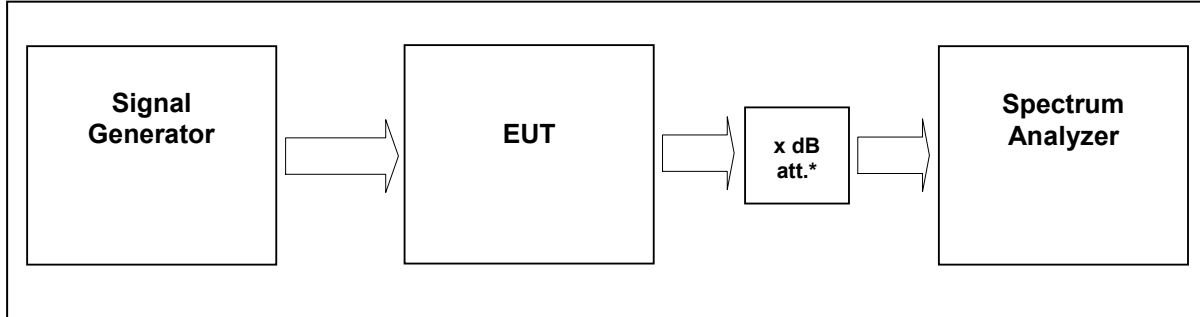 Signal
Generator
EUT
x dB
att.*
Spectrum
Analyzer